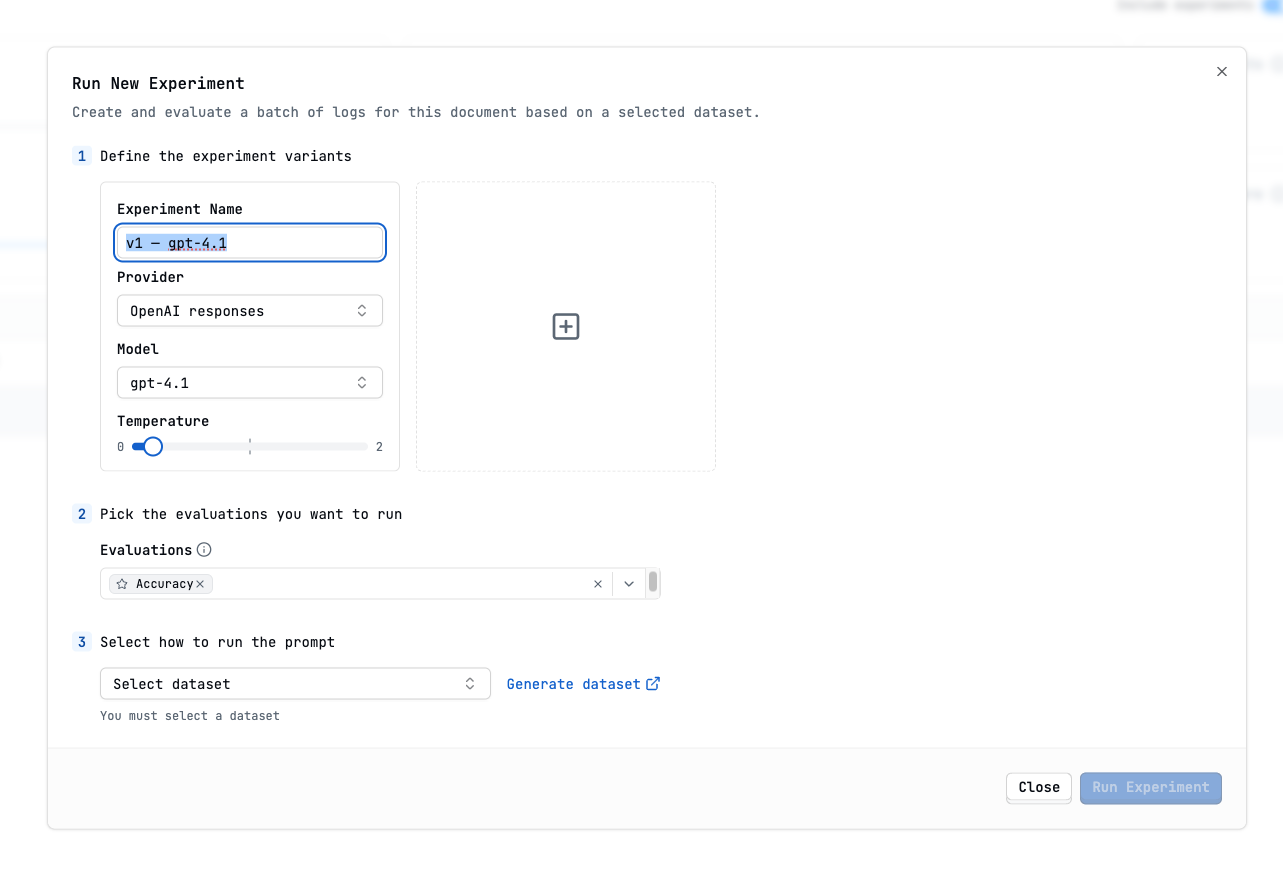 Run New Experiment
Create and evaluate a batch of logs for this document based on a selected dataset.
1 Define the experiment variants
Experiment Name
v1 — gpt-4.1
Provider
OpenAI responses
Model
gpt-4.1
Temperature
0 2
2 Pick the evaluations you want to run
Evaluations
Accuracy
3 Select how to run the prompt
Select dataset
Generate dataset
You must select a dataset
Close
Run Experiment